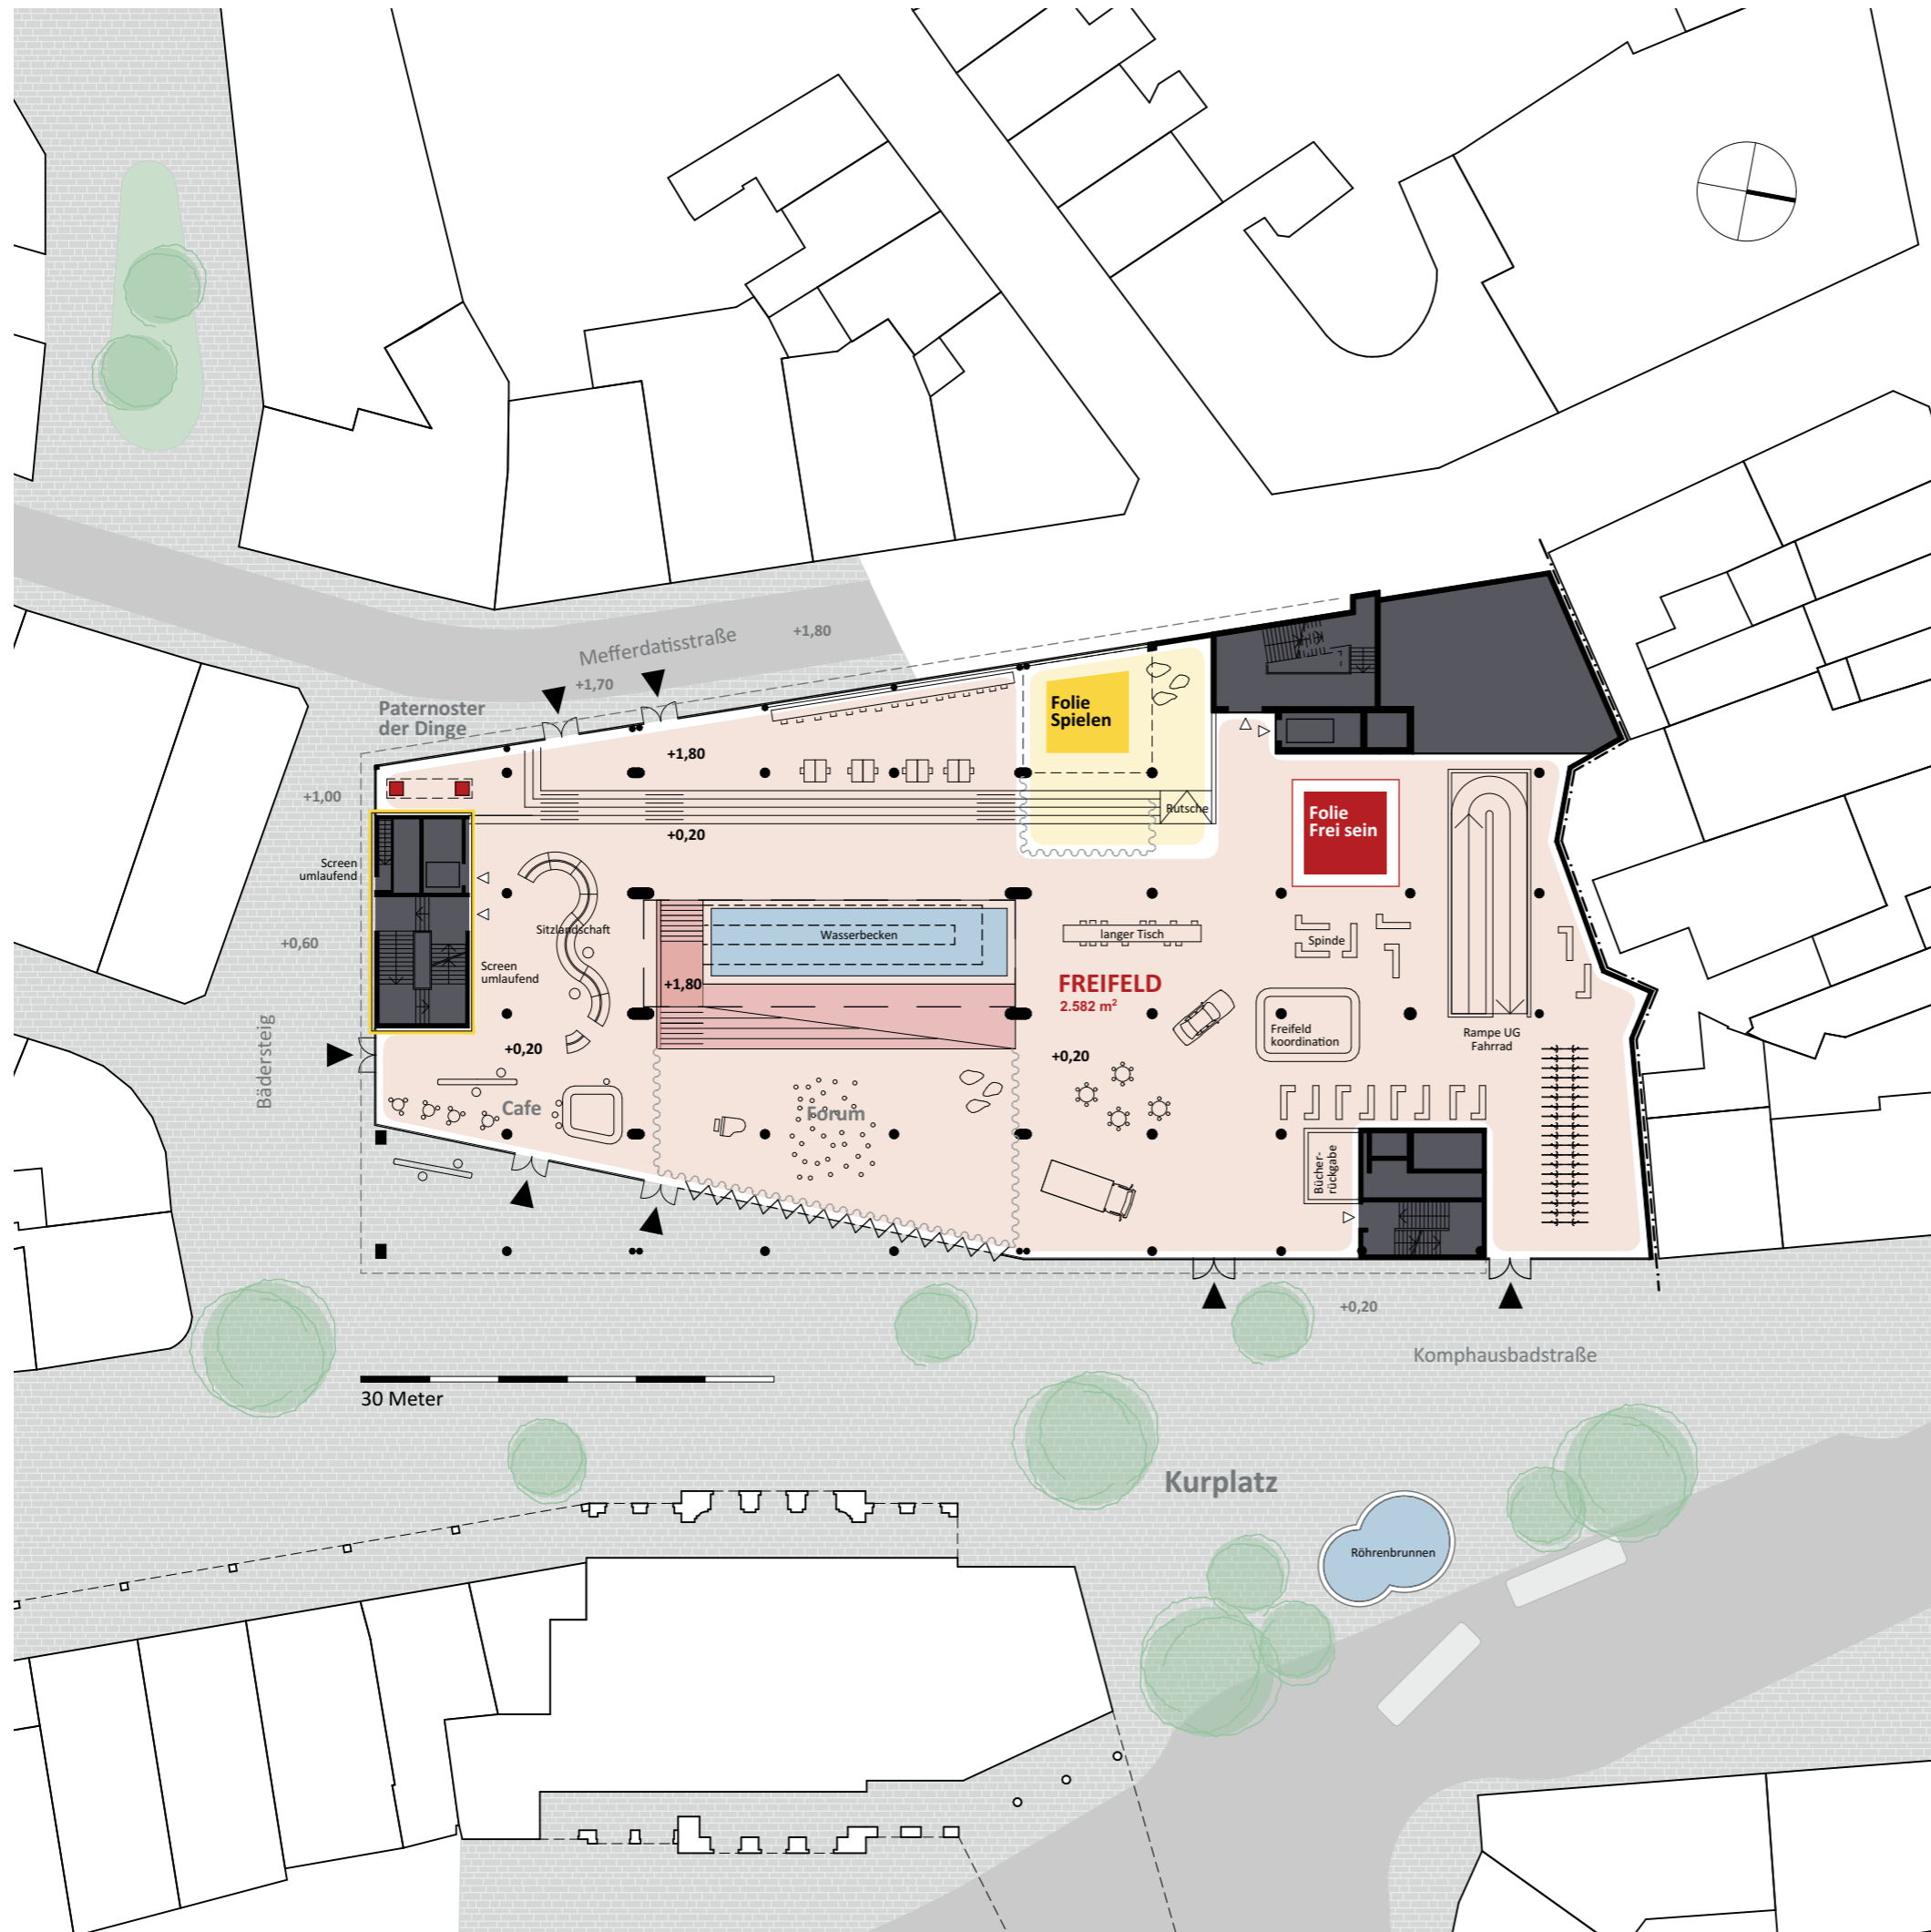 Mefferdatisstraße
+1,80
+1,70
Paternoster
der Dinge
+1,00
+1,80
Folie
Spielen
Rutsche
+0,20
Folie
Frei sein
Screen
umlaufend
Sitzlandschaft
Wasserbecken
langer Tisch
Spinde
+0,60
Screen
umlaufend
+1,80
FREIFELD
2.582 m²
Freifeld
koordination
Rampe UG
Fahrrad
Bädersteig
+0,20
+0,20
Cafe
Forum
Bücher-
rückgabe
+0,20
Komphausbadstraße
30 Meter
Kurplatz
Röhrenbrunnen